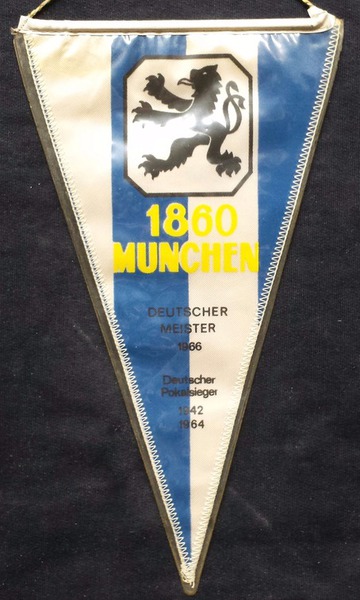 1860
MUNCHEN
DEUTSCHER
MEISTER
1966
Deutscher
Pokalsieger
1942
1964